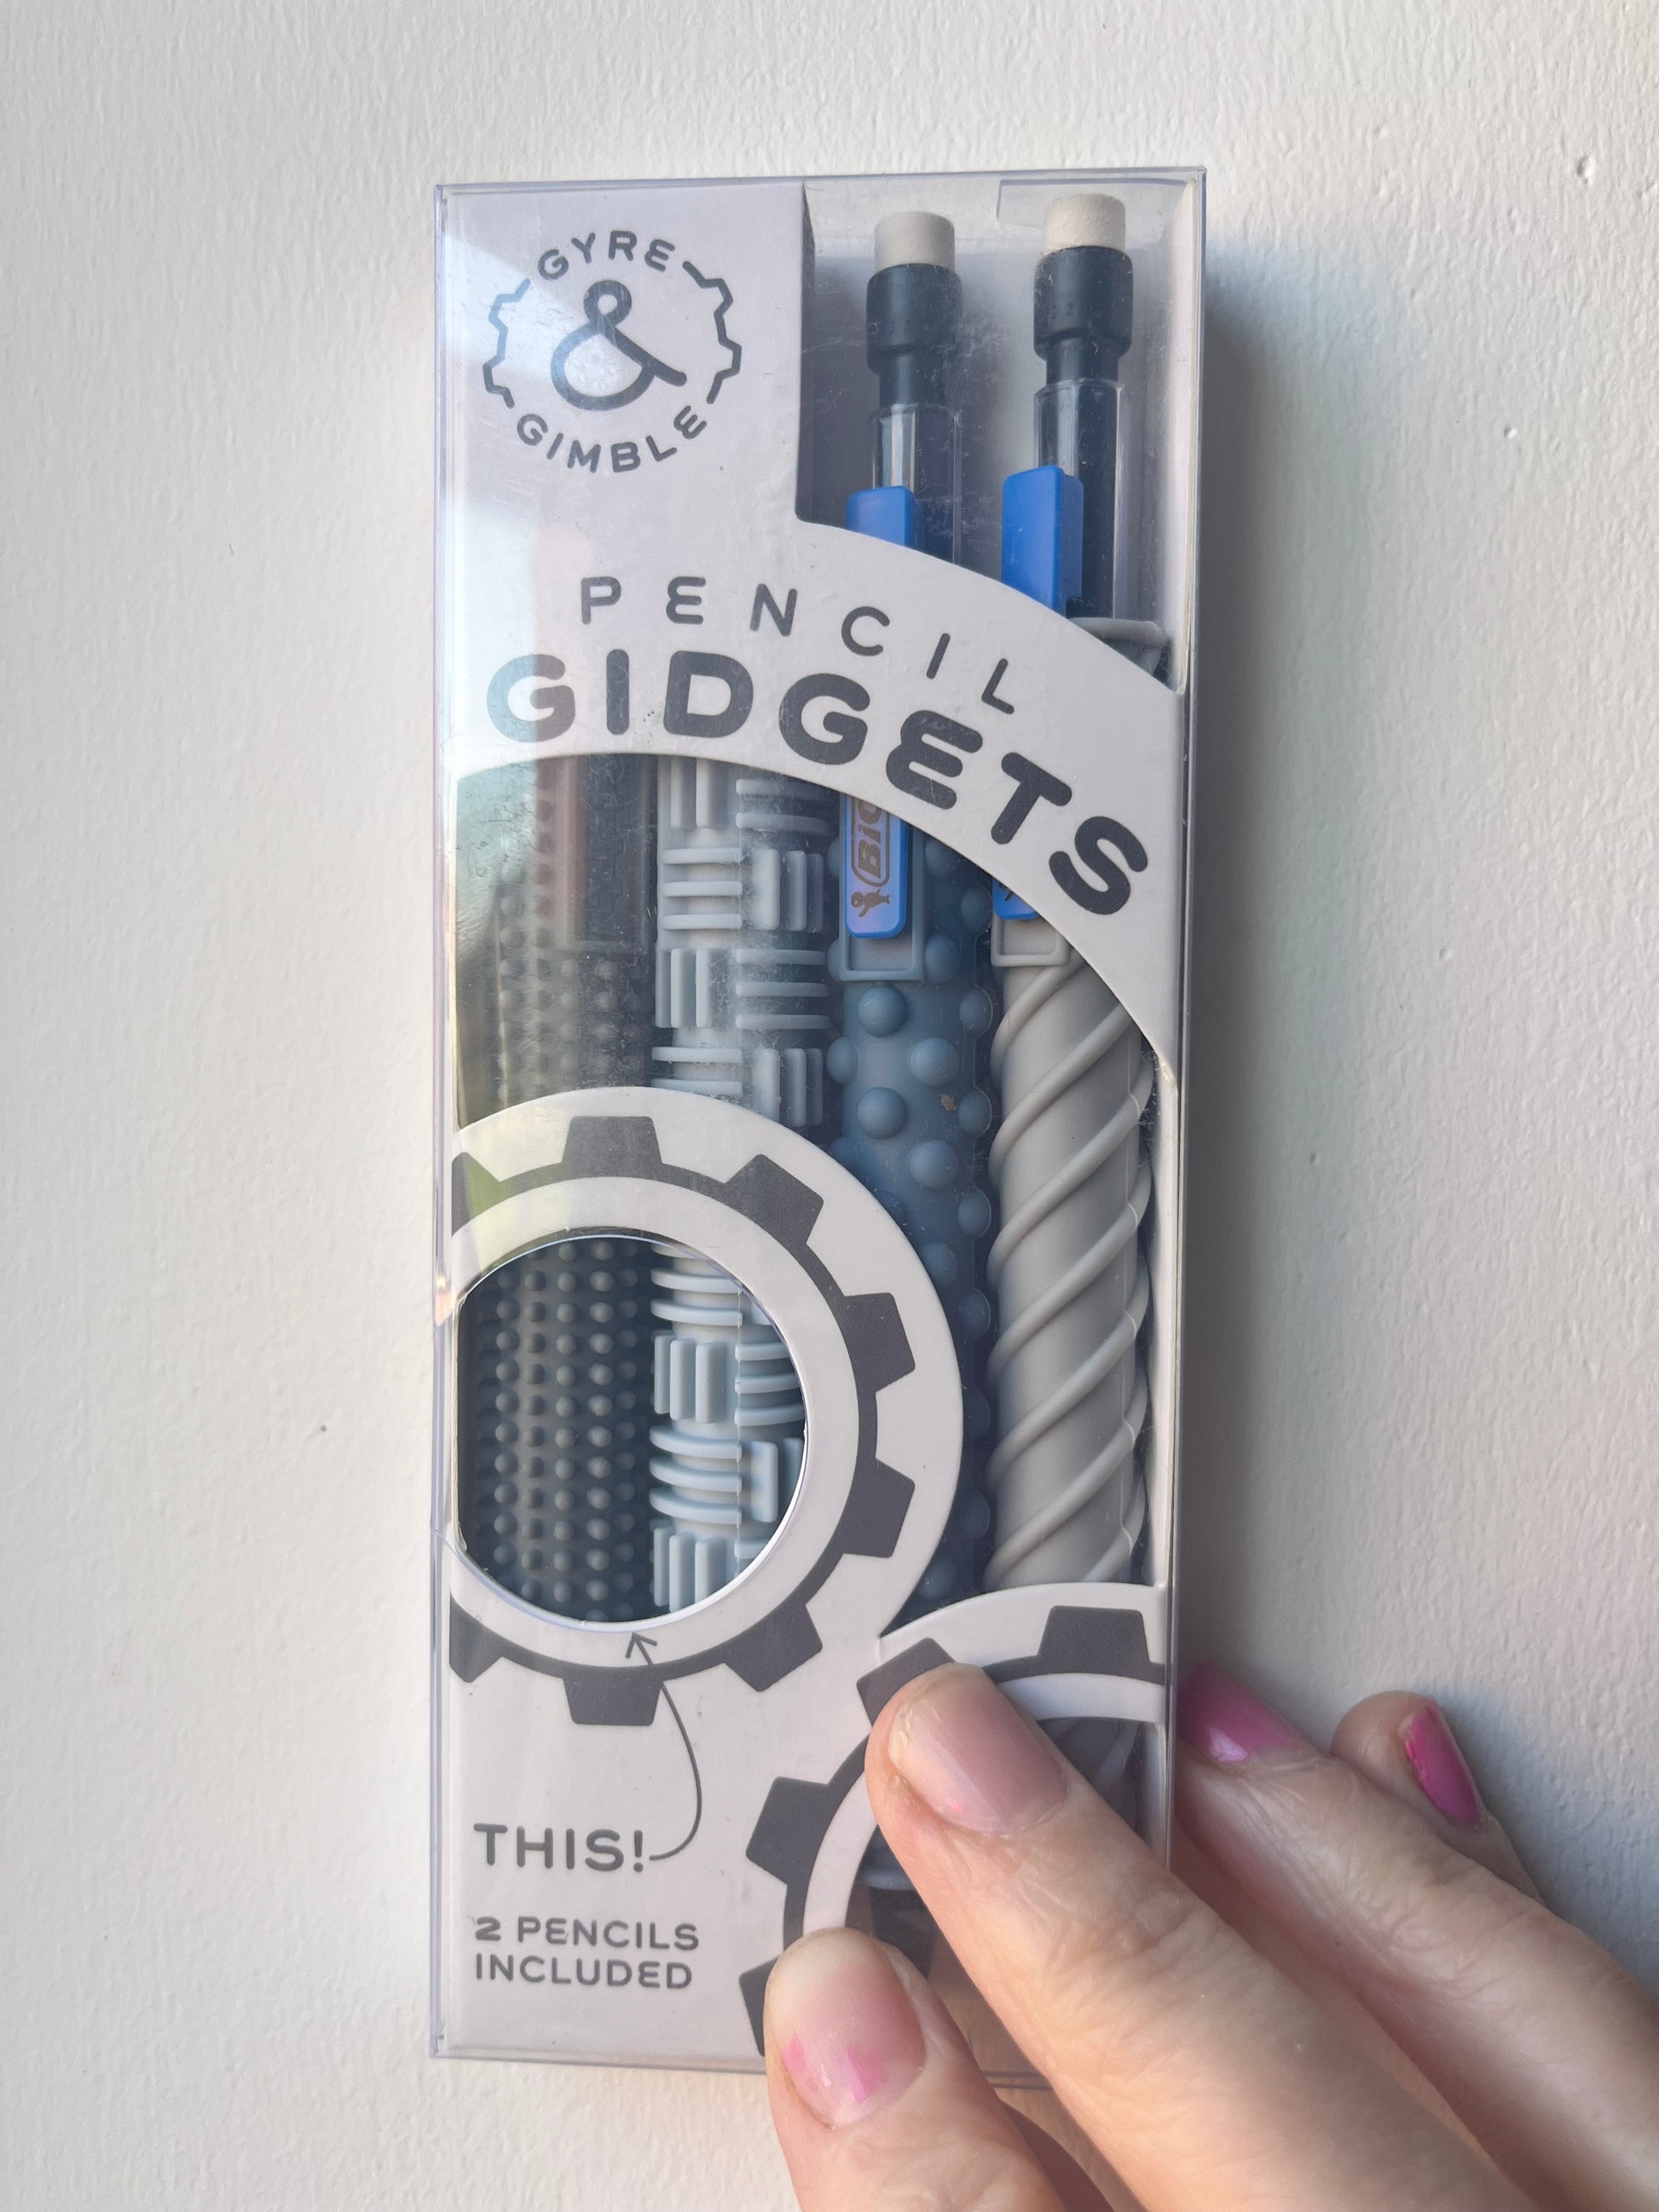 GYRE
&
GIMBLE
PENCIL
GIDGETS
BIC
THIS!
2 PENCILS
INCLUDED